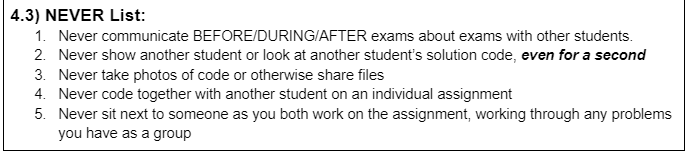 4.3) NEVER List:
1. Never communicate BEFORE/DURING/AFTER exams about exams with other students.
2. Never show another student or look at another student's solution code, even for a second
3. Never take photos of code or otherwise share files
4. Never code together with another student on an individual assignment
5. Never sit next to someone as you both work on the assignment, working through any problems
you have as a group